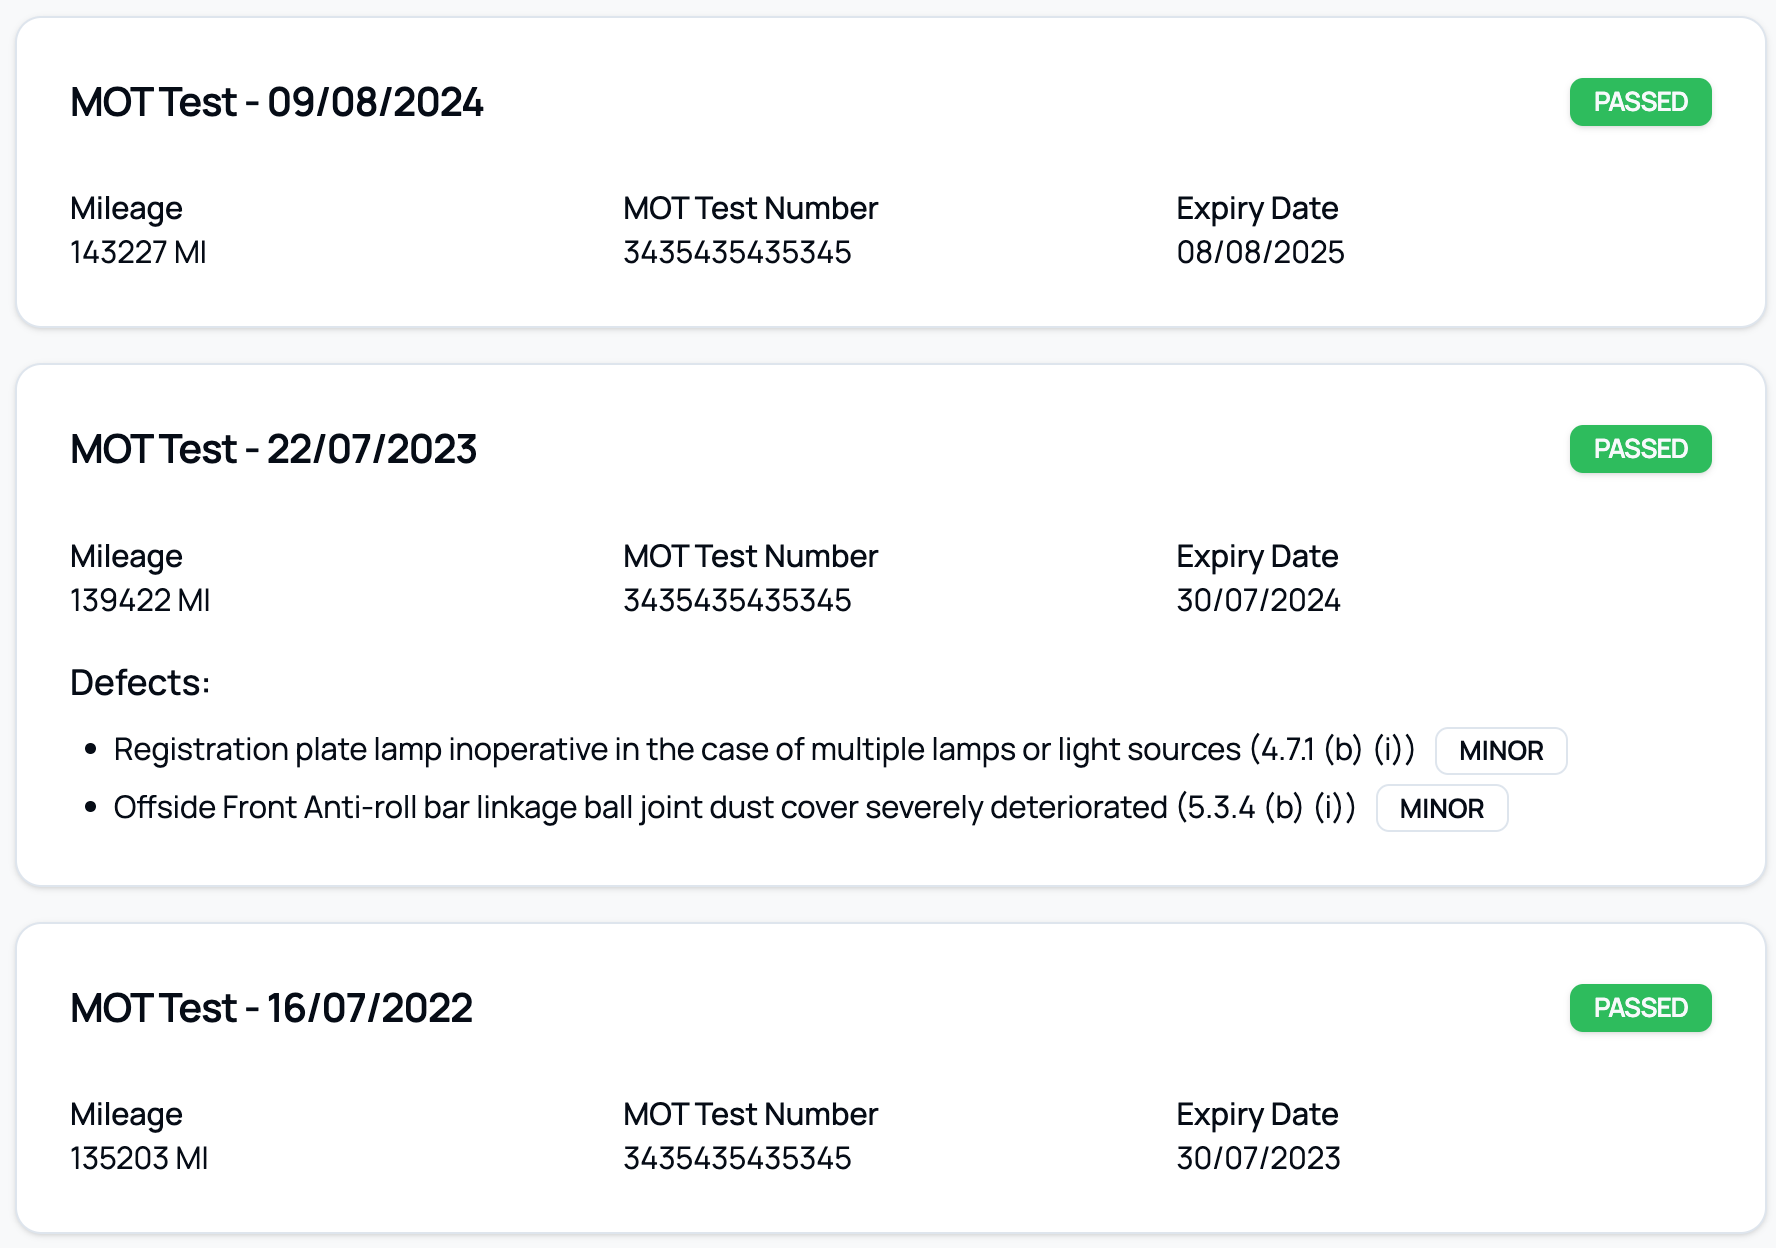 MOT Test - 09/08/2024
PASSED
Mileage
MOT Test Number
Expiry Date
143227 MI
3435435435345
08/08/2025
MOT Test - 22/07/2023
PASSED
Mileage
MOT Test Number
Expiry Date
139422 MI
3435435435345
30/07/2024
Defects:
• Registration plate lamp inoperative in the case of multiple lamps or light sources (4.7.1 (b) (i)) MINOR
• Offside Front Anti-roll bar linkage ball joint dust cover severely deteriorated (5.3.4 (b) (i)) MINOR
MOT Test - 16/07/2022
PASSED
Mileage
MOT Test Number
Expiry Date
135203 MI
3435435435345
30/07/2023